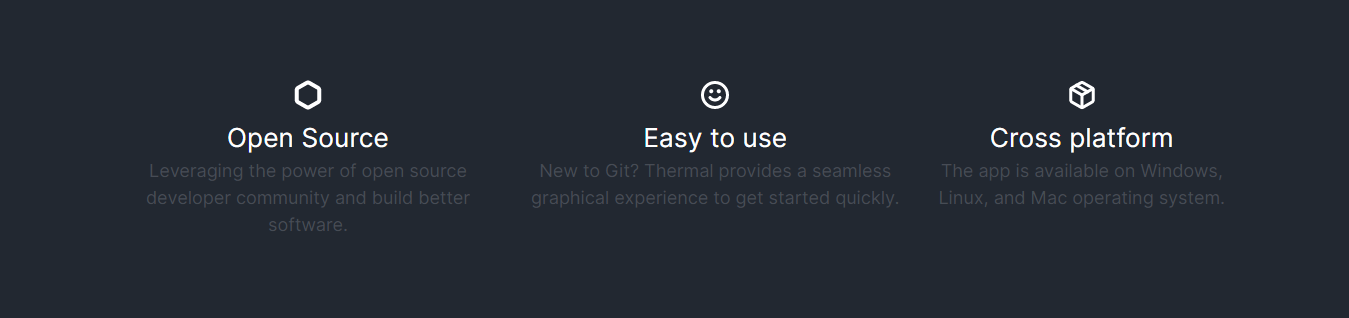 Open Source
Leveraging the power of open source
developer community and build better
software.
Easy to use
New to Git? Thermal provides a seamless
graphical experience to get started quickly.
Cross platform
The app is available on Windows,
Linux, and Mac operating system.